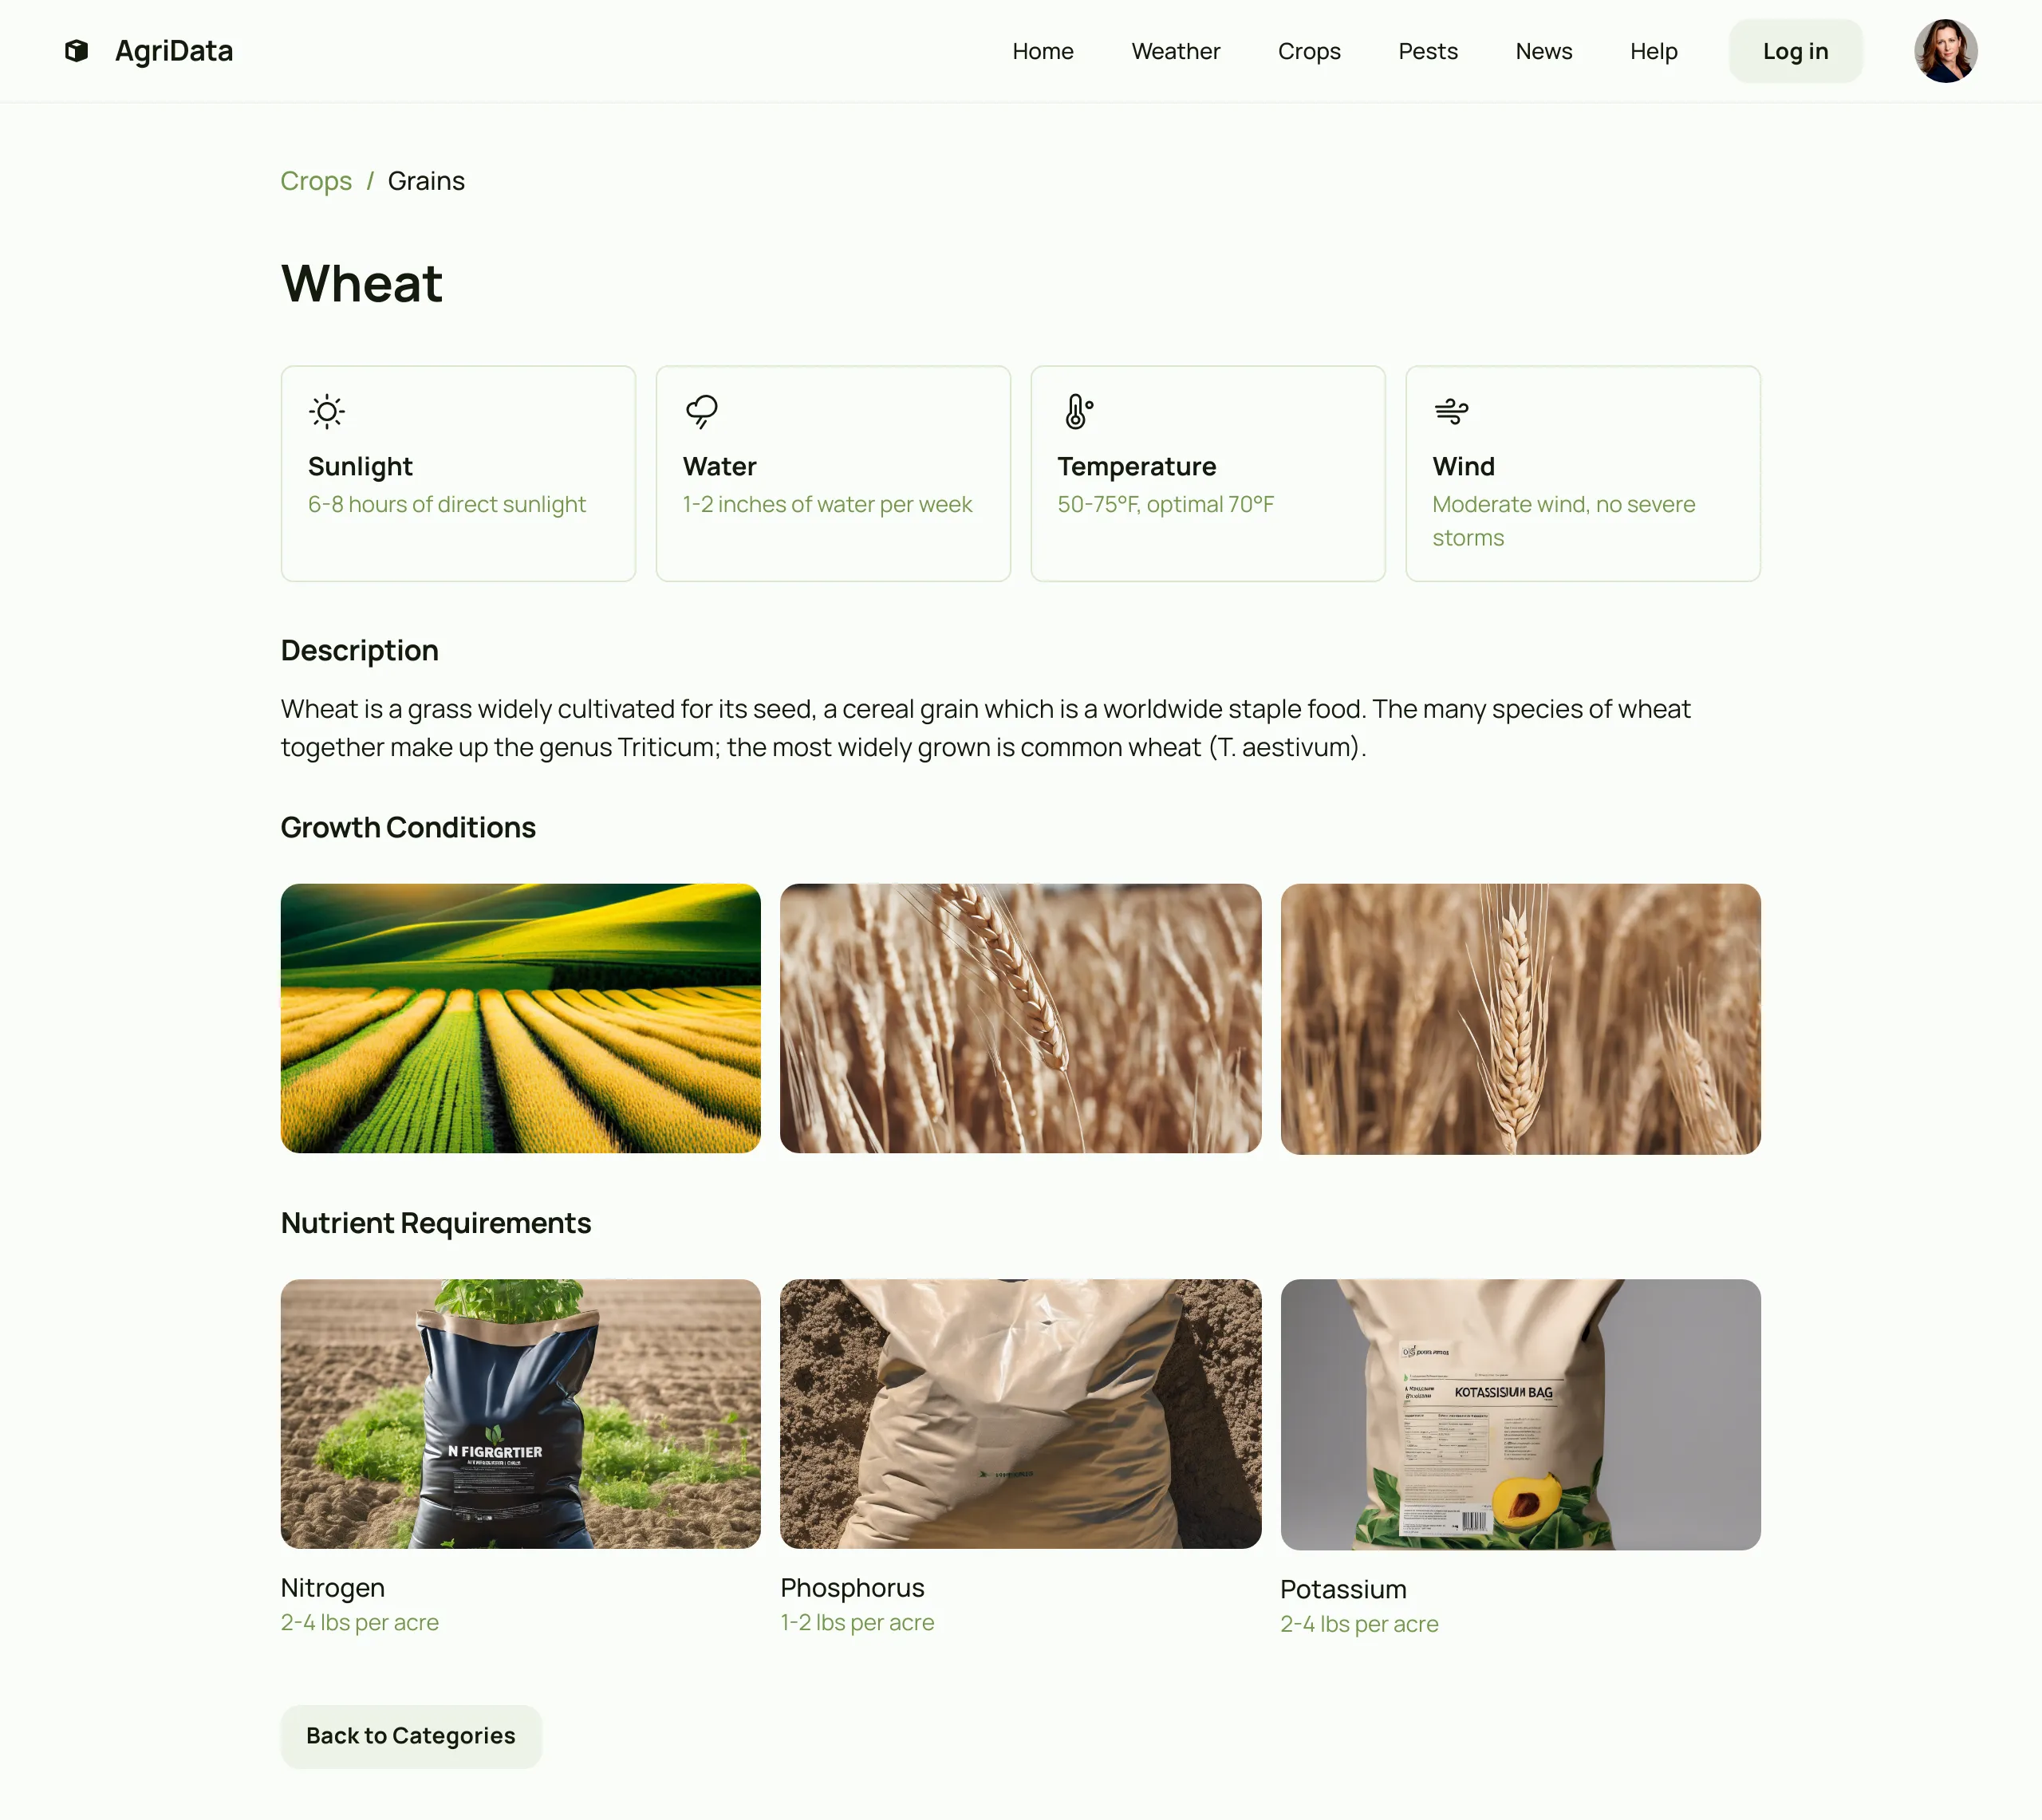 AgriData
Home
Weather
Crops
Pests
News
Help
Log in
Crops / Grains
Wheat
Sunlight
6-8 hours of direct sunlight
Water
1-2 inches of water per week
Temperature
50-75°F, optimal 70°F
Wind
Moderate wind, no severe
storms
Description
Wheat is a grass widely cultivated for its seed, a cereal grain which is a worldwide staple food. The many species of wheat
together make up the genus Triticum; the most widely grown is common wheat (T. aestivum).
Growth Conditions
Nutrient Requirements
N FIGRGRTIER
KOTASSISUIM BAG
Nitrogen
2-4 lbs per acre
Phosphorus
1-2 lbs per acre
Potassium
2-4 lbs per acre
Back to Categories